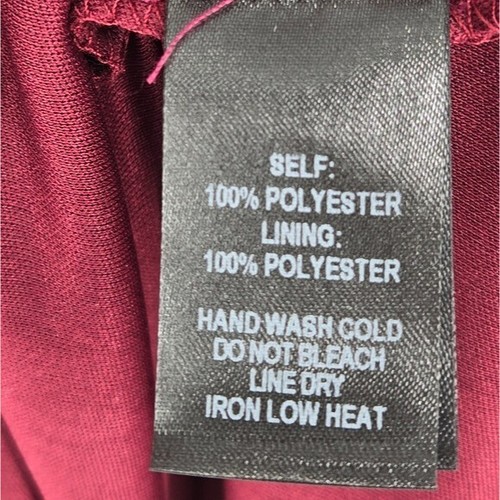 SELF:
100% POLYESTER
LINING:
100% POLYESTER
HAND WASH COLD
DO NOT BLEACH
LINE DRY
IRON LOW HEAT